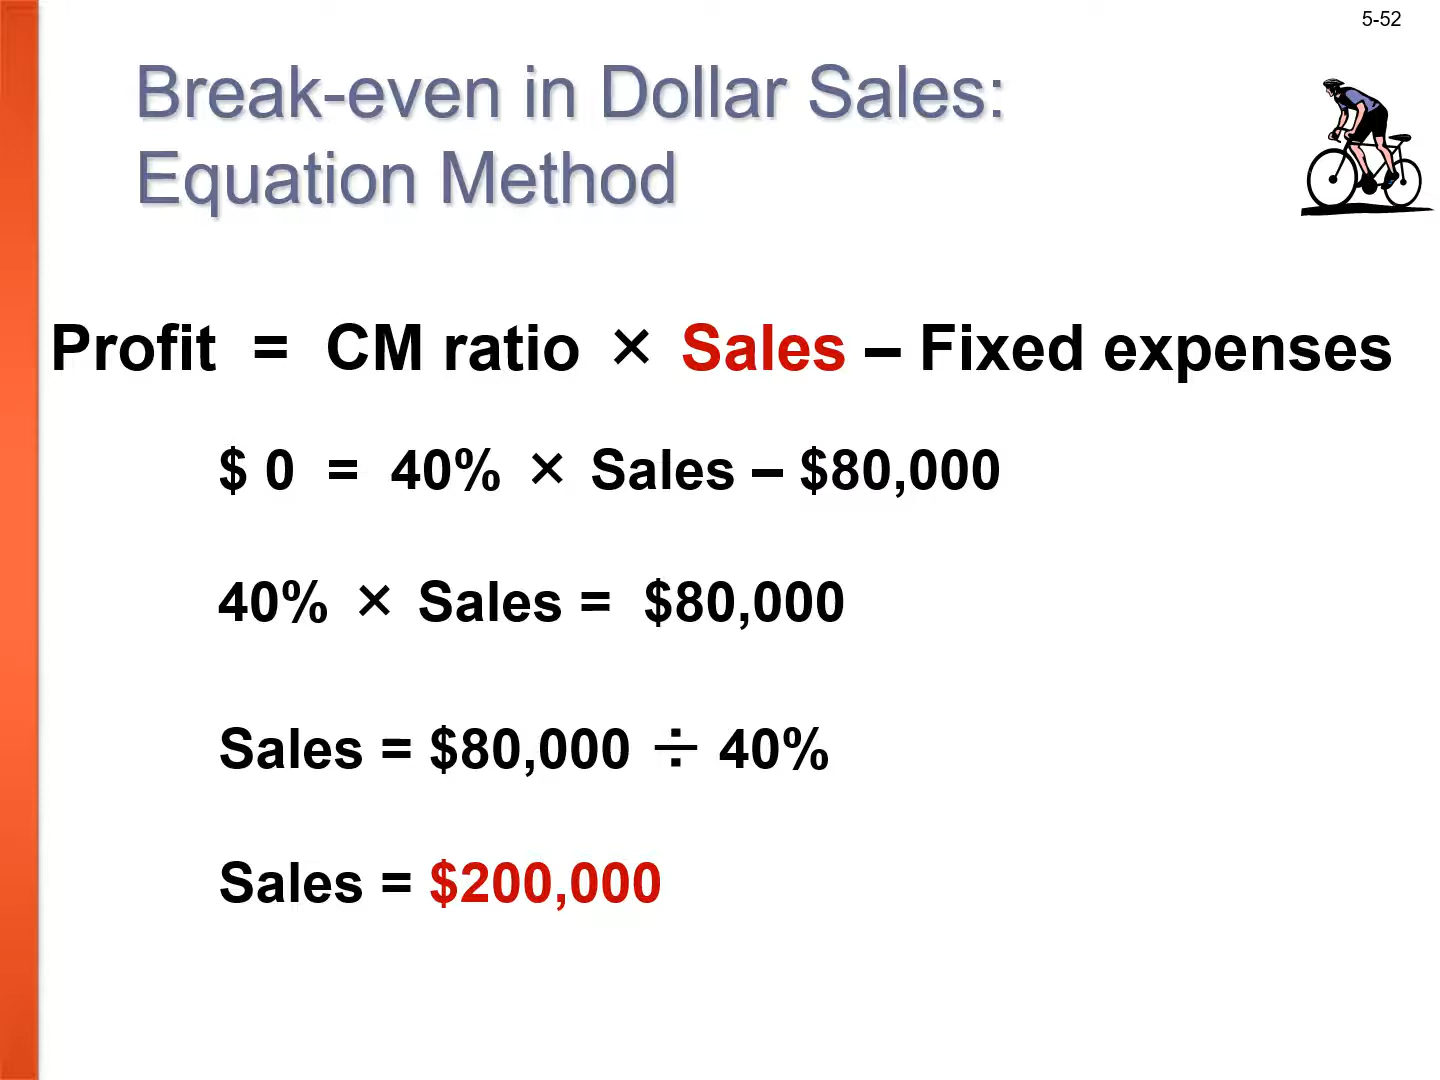 5-52
Break-even in Dollar Sales:
Equation Method
Profit = CM ratio × Sales – Fixed expenses
$ 0 = 40% × Sales – $80,000
40% × Sales = $80,000
Sales = $80,000 ÷ 40%
Sales = $200,000